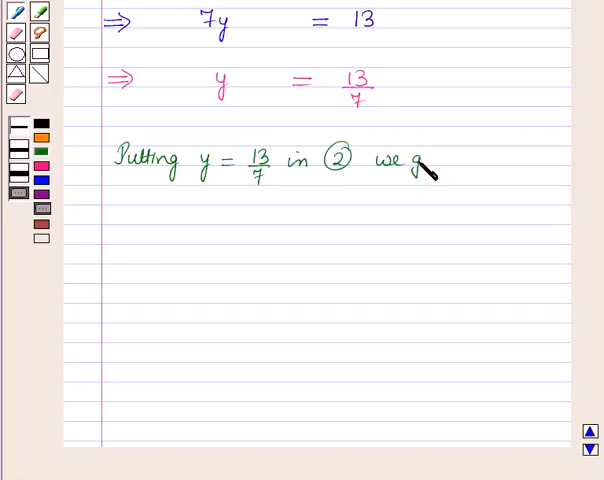 ⇒ 7y = 13
⇒ y = 13/7
Putting y = 13/7 in ② we g